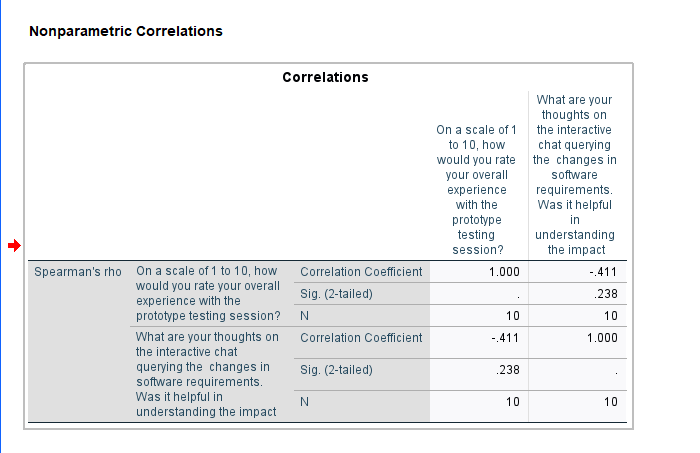 Nonparametric Correlations
Correlations
On a scale of 1
to 10, how
would you rate
your overall
experience
with the
prototype
testing
session?
What are your
thoughts on
the interactive
chat querying
the changes in
software
requirements.
Was it helpful
in
understanding
the impact
Spearman's rho
On a scale of 1 to 10, how
would you rate your overall
experience with the
prototype testing session?
Correlation Coefficient 1.000 -.411
Sig. (2-tailed) . .238
N 10 10
What are your thoughts on
the interactive chat
querying the changes in
software requirements.
Was it helpful in
understanding the impact
Correlation Coefficient -.411 1.000
Sig. (2-tailed) .238 .
N 10 10